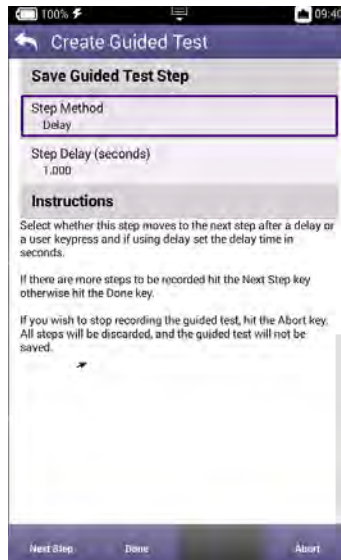 100% 09:40
Create Guided Test
Save Guided Test Step
Step Method
Delay
Step Delay (seconds)
1.000
Instructions
Select whether this step moves to the next step after a delay or
a user keypress and if using delay set the delay time in
seconds.
If there are more steps to be recorded hit the Next Step key
otherwise hit the Done key.
If you wish to stop recording the guided test, hit the Abort key.
All steps will be discarded, and the guided test will not be
saved.
Next Step Done Abort